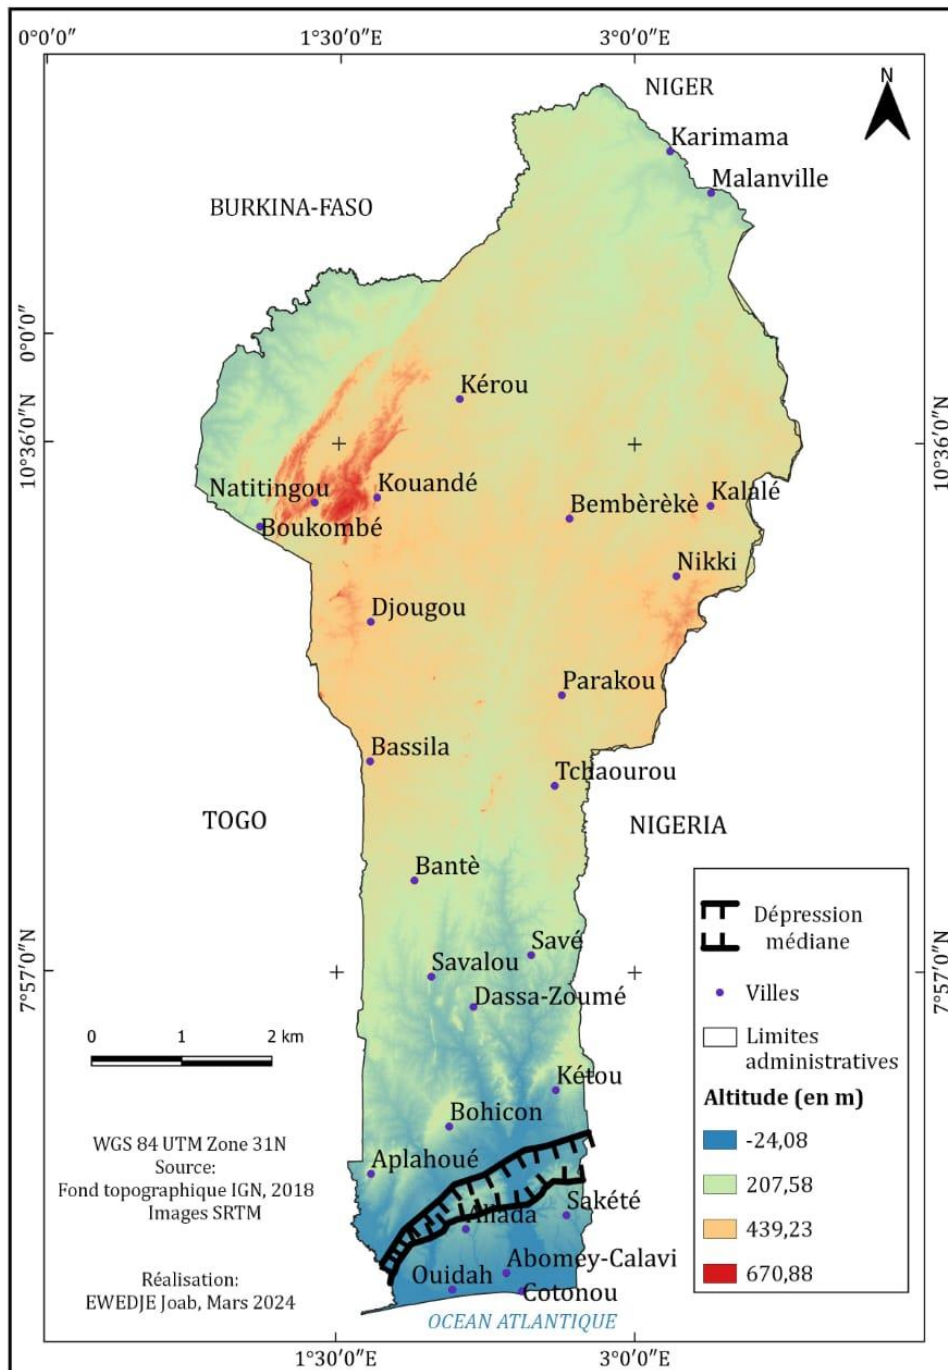 0°0′0″
1°30′0″E
3°0′0″E
NIGER
N
Karimama
Malanville
BURKINA-FASO
0°0′0″
10°36′0″N
10°36′0″N
Kérou
Natitingou
Kouandé
Boukombé
Bembèrèkè
Kalalé
Nikki
Djougou
Parakou
Bassila
Tchaourou
TOGO
NIGERIA
Bantè
Savé
Savalou
Dassa-Zoumé
7°57′0″N
7°57′0″N
0 1 2 km
Kétou
Bohicon
Aplahoué
Sakété
Allada
Abomey-Calavi
Ouidah
Cotonou
OCEAN ATLANTIQUE
WGS 84 UTM Zone 31N
Source:
Fond topographique IGN, 2018
Images SRTM
Réalisation:
EWEDJE Joab, Mars 2024
Dépression
médiane
Villes
Limites
administratives
Altitude (en m)
-24,08
207,58
439,23
670,88
1°30′0″E
3°0′0″E